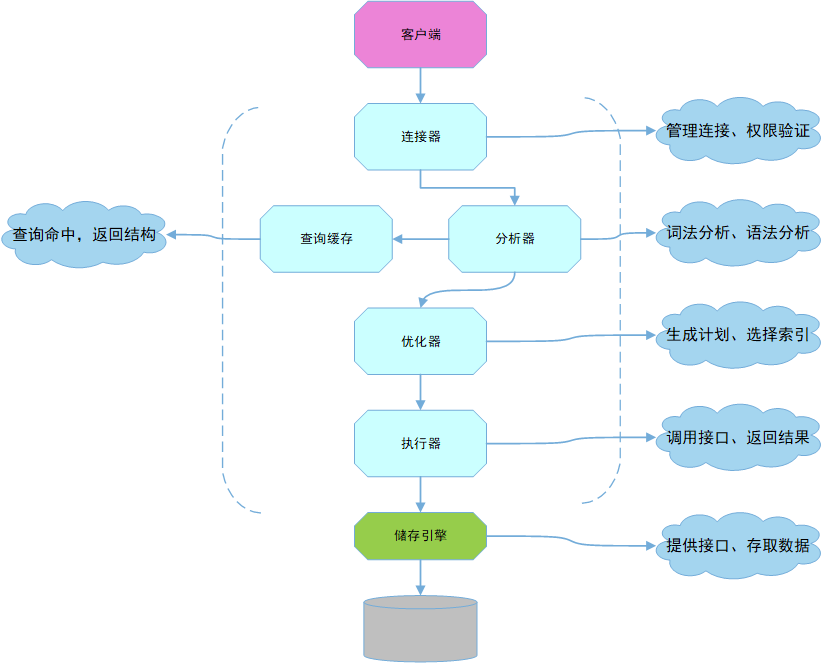 客户端
连接器
管理连接、权限验证
查询命中，返回结构
查询缓存
分析器
词法分析、语法分析
优化器
生成计划、选择索引
执行器
调用接口、返回结果
储存引擎
提供接口、存取数据